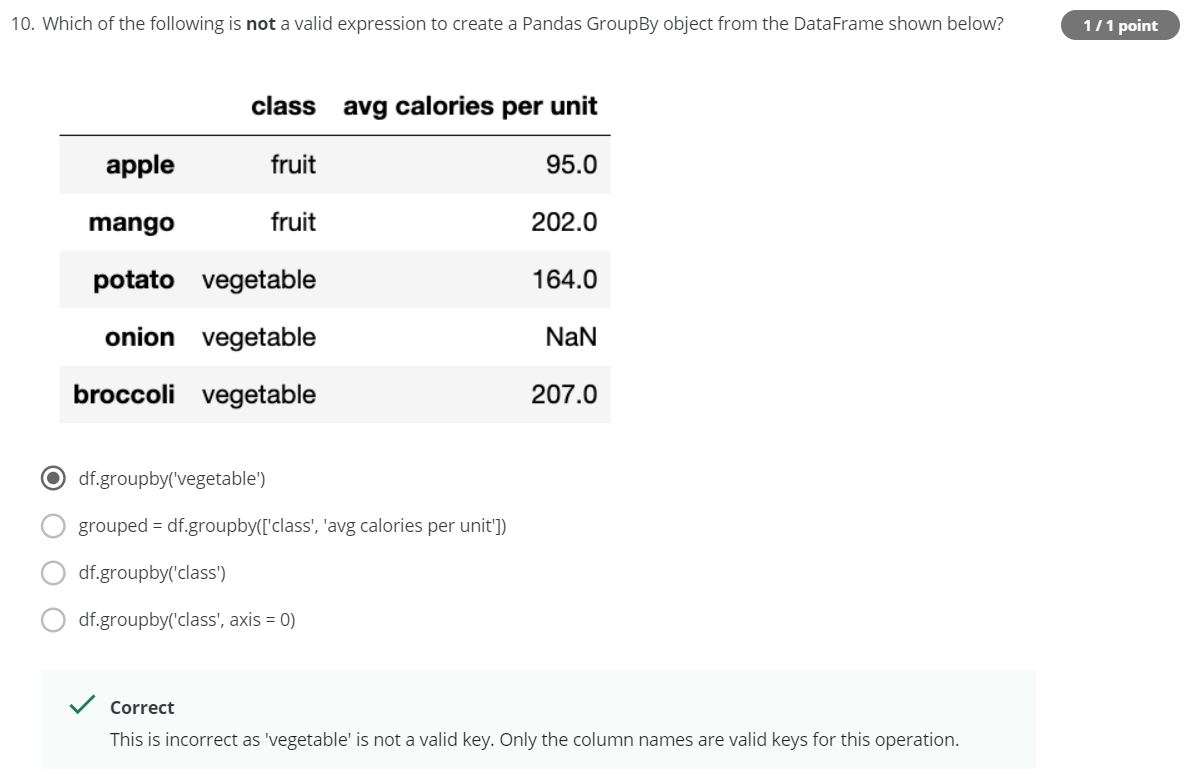 10. Which of the following is not a valid expression to create a Pandas GroupBy object from the DataFrame shown below?
1 / 1 point
class avg calories per unit
apple fruit 95.0
mango fruit 202.0
potato vegetable 164.0
onion vegetable NaN
broccoli vegetable 207.0
df.groupby('vegetable')
grouped = df.groupby(['class', 'avg calories per unit'])
df.groupby('class')
df.groupby('class', axis = 0)
Correct
This is incorrect as 'vegetable' is not a valid key. Only the column names are valid keys for this operation.